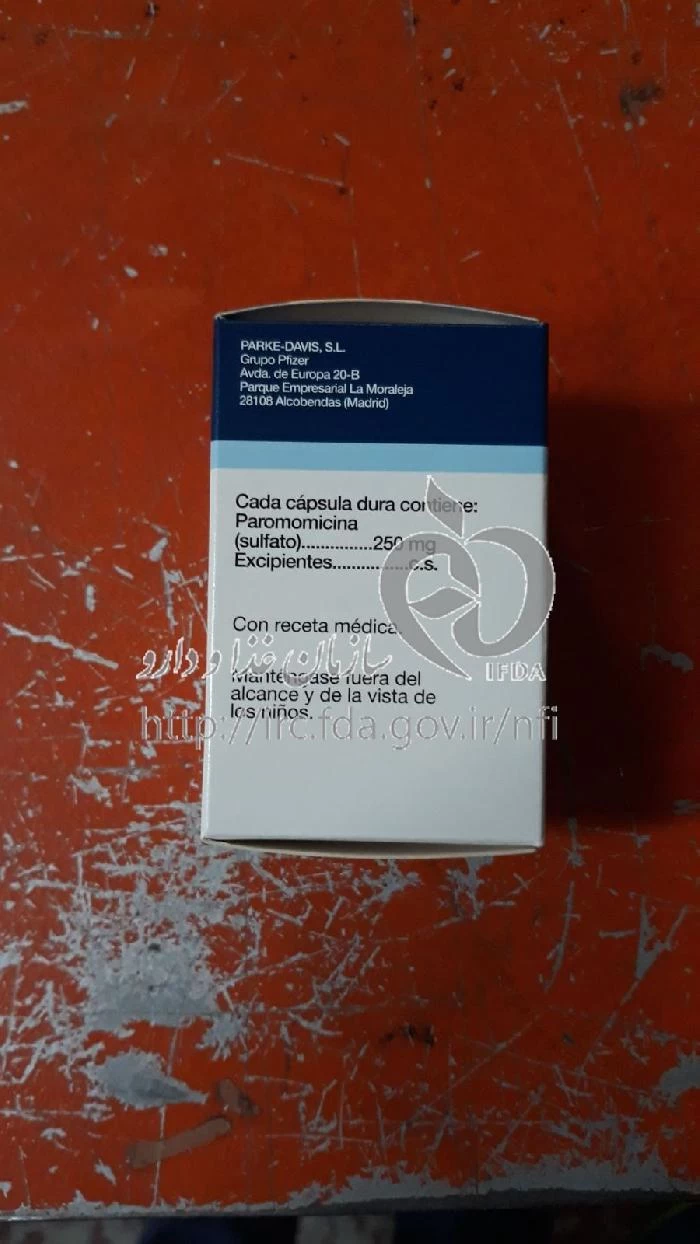 PARKE-DAVIS, S.L.
Grupo Pfizer
Avda. de Europa 20-B
Parque Empresarial La Moraleja
28108 Alcobendas (Madrid)
Cada cápsula dura contiene:
Paromomicina
(sulfato)...............250 mg
Excipientes.................c.s.
Con receta médica.
سازمان غذا و دارو
IFDA
Manténgase fuera del
alcance y de la vista de
los niños.
http://irc.fda.gov.ir/nfi